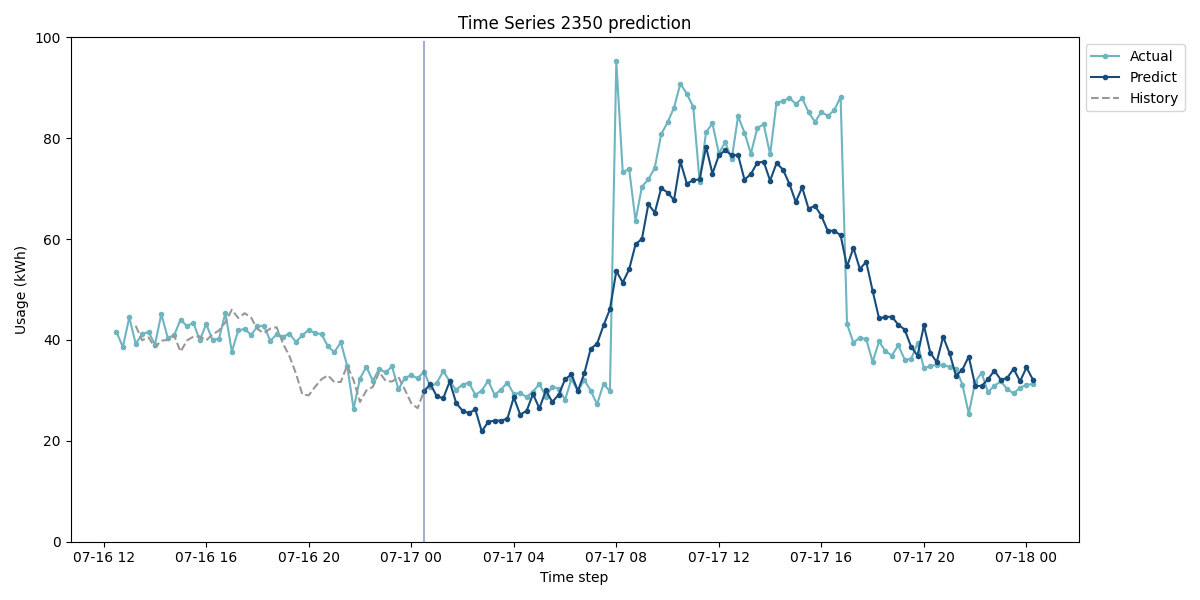 Time Series 2350 prediction
100
80
60
40
20
0
Usage (kWh)
07-16 12
07-16 16
07-16 20
07-17 00
07-17 04
07-17 08
07-17 12
07-17 16
07-17 20
07-18 00
Time step
Actual
Predict
History